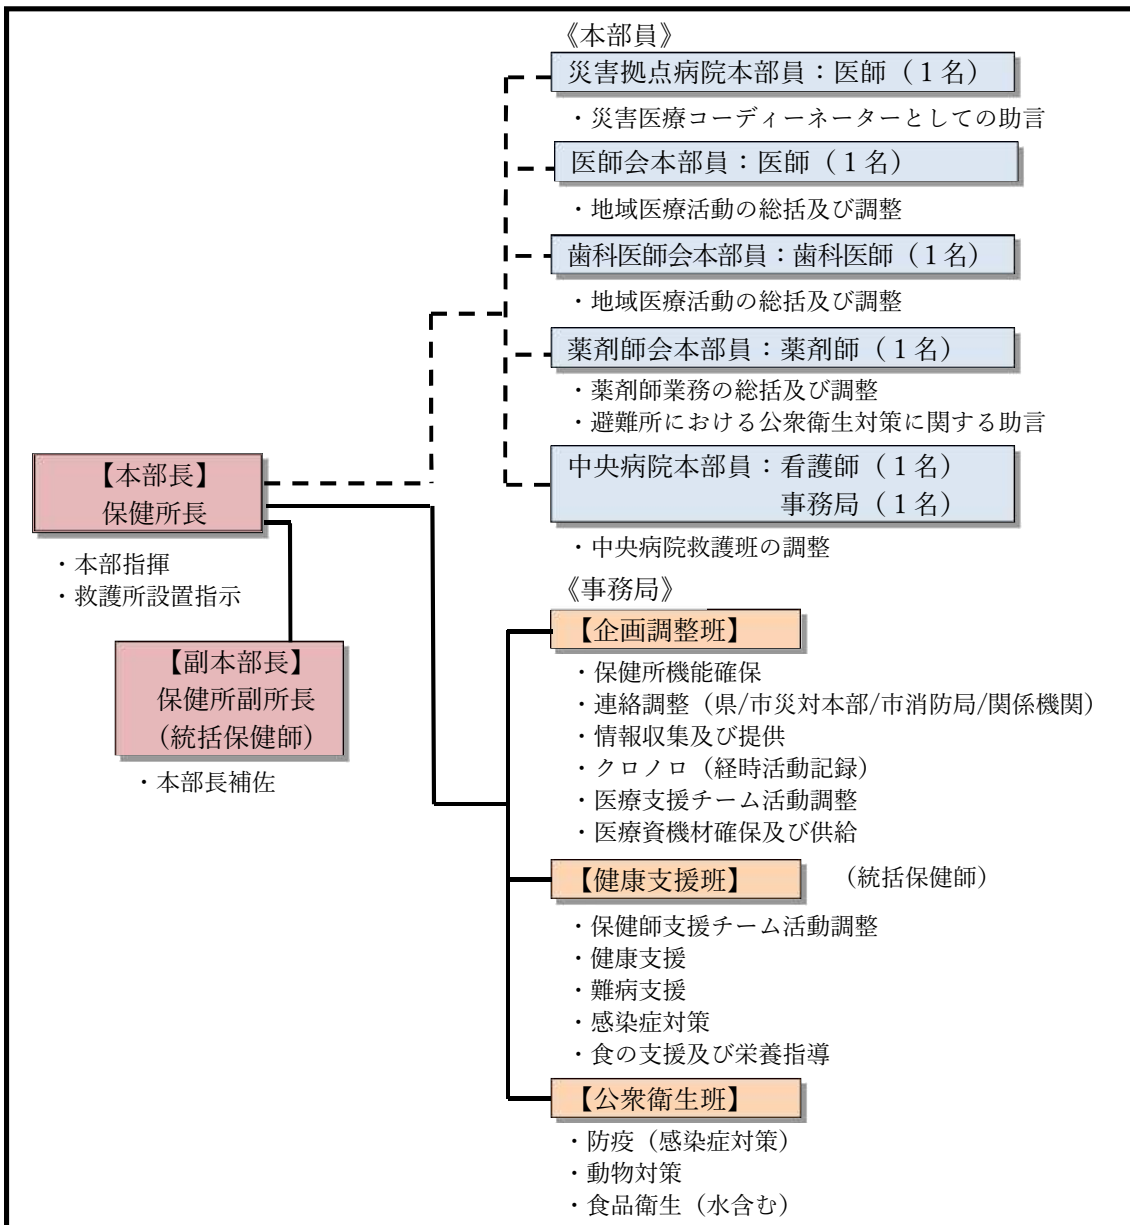 《本部員》
災害拠点病院本部員：医師（１名）
・災害医療コーディーネーターとしての助言
医師会本部員：医師（１名）
・地域医療活動の総括及び調整
歯科医師会本部員：歯科医師（１名）
・地域医療活動の総括及び調整
薬剤師会本部員：薬剤師（１名）
・薬剤師業務の総括及び調整
・避難所における公衆衛生対策に関する助言
中央病院本部員：看護師（１名）
事務局（１名）
・中央病院救護班の調整
【本部長】
保健所長
・本部指揮
・救護所設置指示
【副本部長】
保健所副所長
（統括保健師）
・本部長補佐
《事務局》
【企画調整班】
・保健所機能確保
・連絡調整（県/市災対本部/市消防局/関係機関）
・情報収集及び提供
・クロノロ（経時活動記録）
・医療支援チーム活動調整
・医療資機材確保及び供給
【健康支援班】 （統括保健師）
・保健師支援チーム活動調整
・健康支援
・難病支援
・感染症対策
・食の支援及び栄養指導
【公衆衛生班】
・防疫（感染症対策）
・動物対策
・食品衛生（水含む）